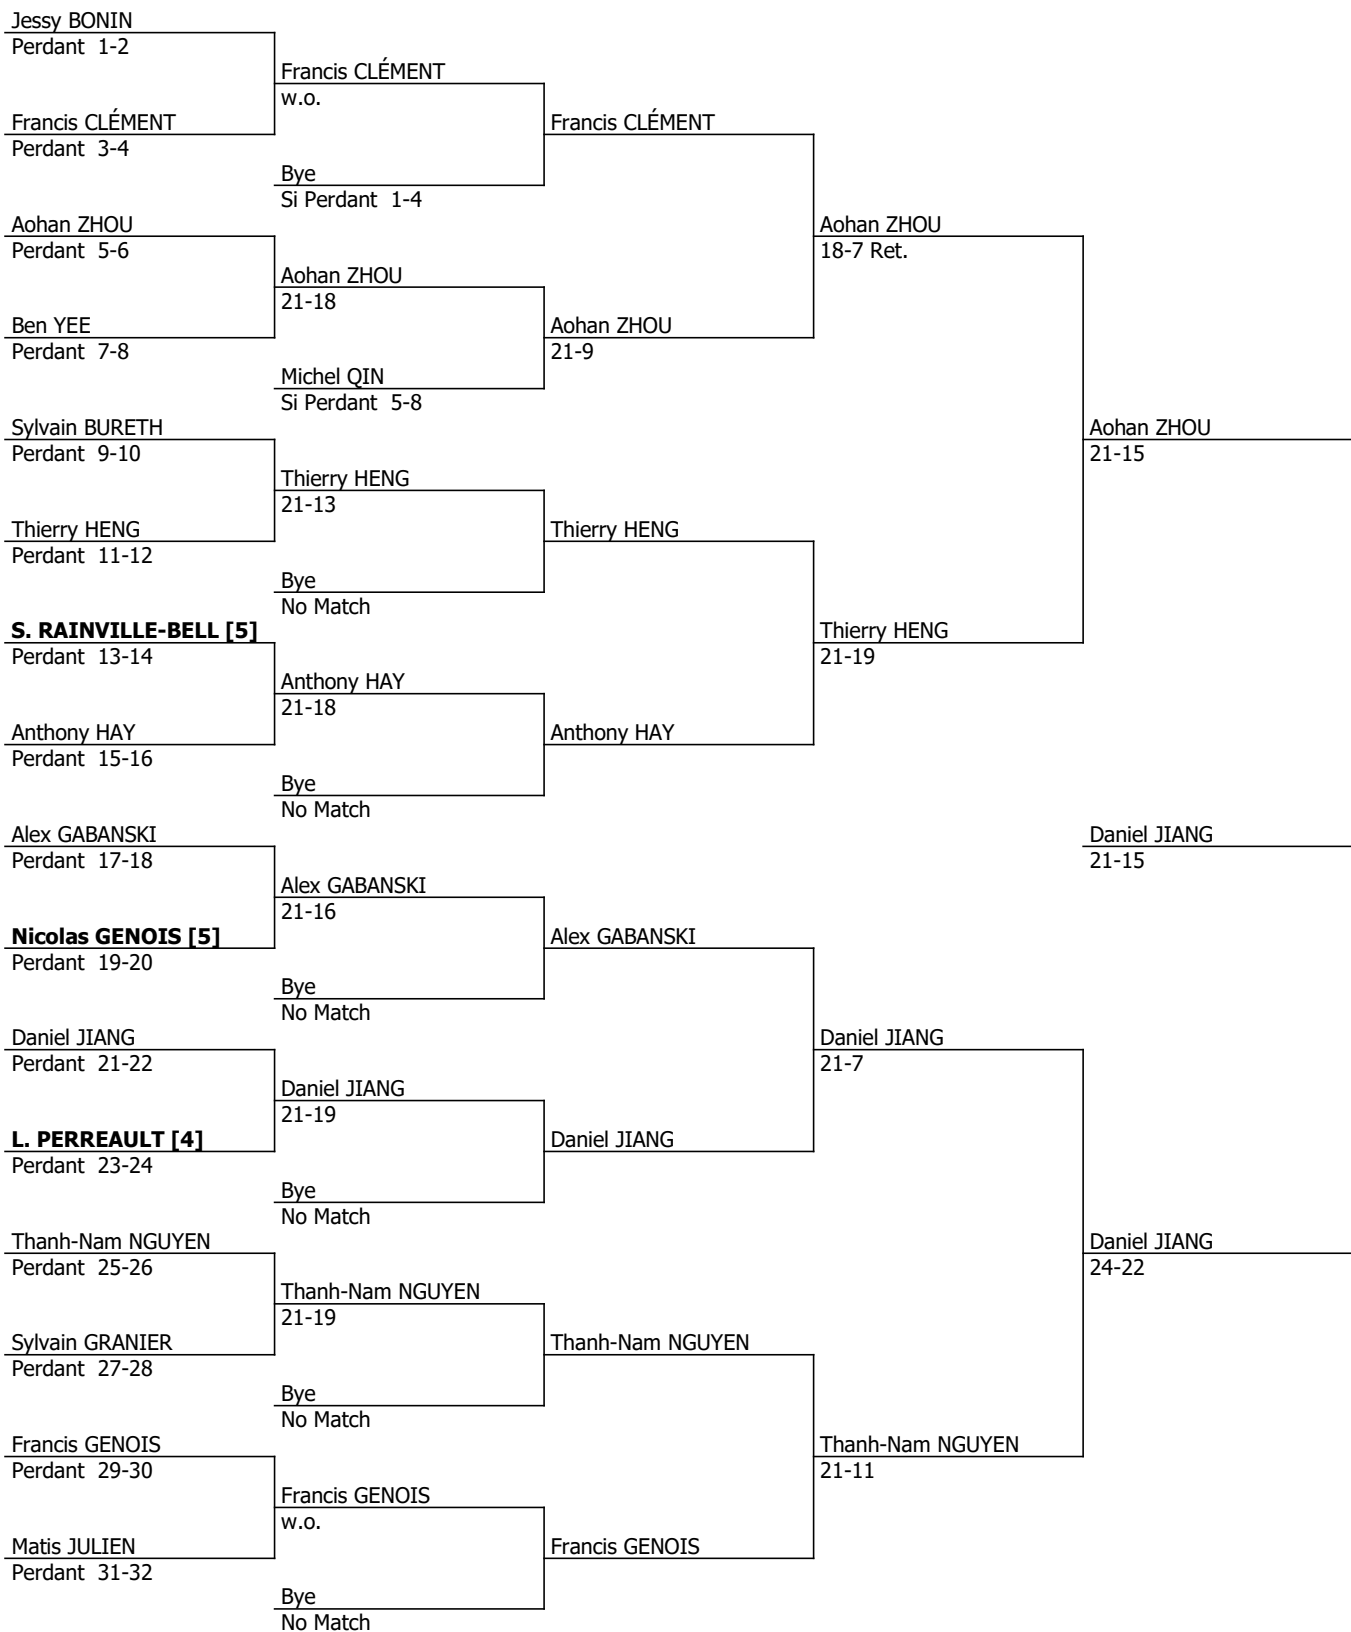 Jessy BONIN
Perdant 1-2
Francis CLÉMENT
w.o.
Francis CLÉMENT
Perdant 3-4
Francis CLÉMENT
Bye
Si Perdant 1-4
Aohan ZHOU
Perdant 5-6
Aohan ZHOU
18-7 Ret.
Aohan ZHOU
21-18
Ben YEE
Perdant 7-8
Aohan ZHOU
21-9
Michel QIN
Si Perdant 5-8
Sylvain BURETH
Perdant 9-10
Aohan ZHOU
21-15
Thierry HENG
21-13
Thierry HENG
Perdant 11-12
Thierry HENG
Bye
No Match
S. RAINVILLE-BELL [5]
Perdant 13-14
Thierry HENG
21-19
Anthony HAY
21-18
Anthony HAY
Perdant 15-16
Anthony HAY
Bye
No Match
Alex GABANSKI
Perdant 17-18
Daniel JIANG
21-15
Alex GABANSKI
21-16
Nicolas GENOIS [5]
Perdant 19-20
Alex GABANSKI
Bye
No Match
Daniel JIANG
Perdant 21-22
Daniel JIANG
21-7
Daniel JIANG
21-19
L. PERREAULT [4]
Perdant 23-24
Daniel JIANG
Bye
No Match
Thanh-Nam NGUYEN
Perdant 25-26
Daniel JIANG
24-22
Thanh-Nam NGUYEN
21-19
Sylvain GRANIER
Perdant 27-28
Thanh-Nam NGUYEN
Bye
No Match
Francis GENOIS
Perdant 29-30
Thanh-Nam NGUYEN
21-11
Francis GENOIS
w.o.
Matis JULIEN
Perdant 31-32
Francis GENOIS
Bye
No Match